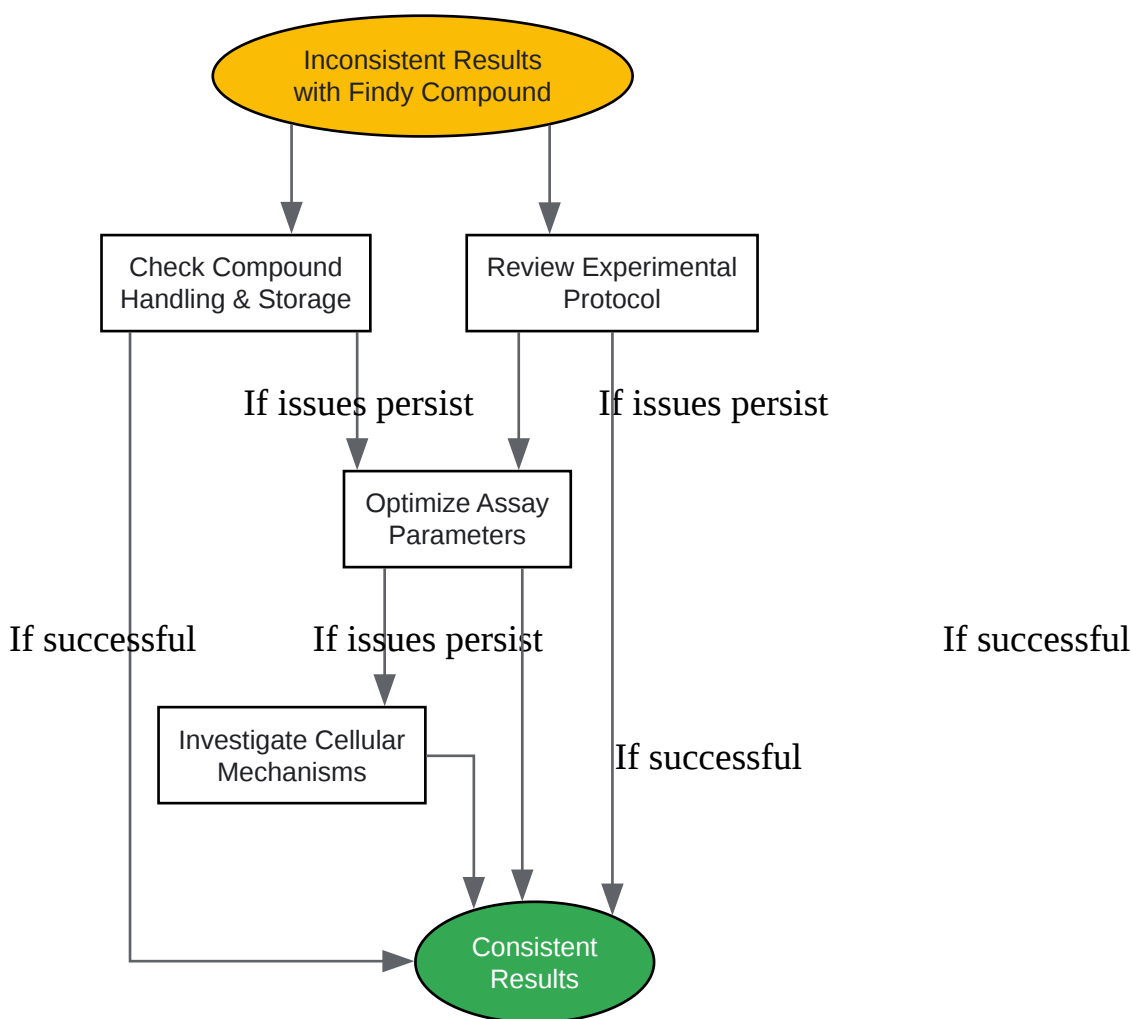 Inconsistent Results
with Findy Compound
Check Compound
Handling & Storage
Review Experimental
Protocol
If issues persist
If issues persist
Optimize Assay
Parameters
If successful
If issues persist
If successful
Investigate Cellular
Mechanisms
If successful
Consistent
Results